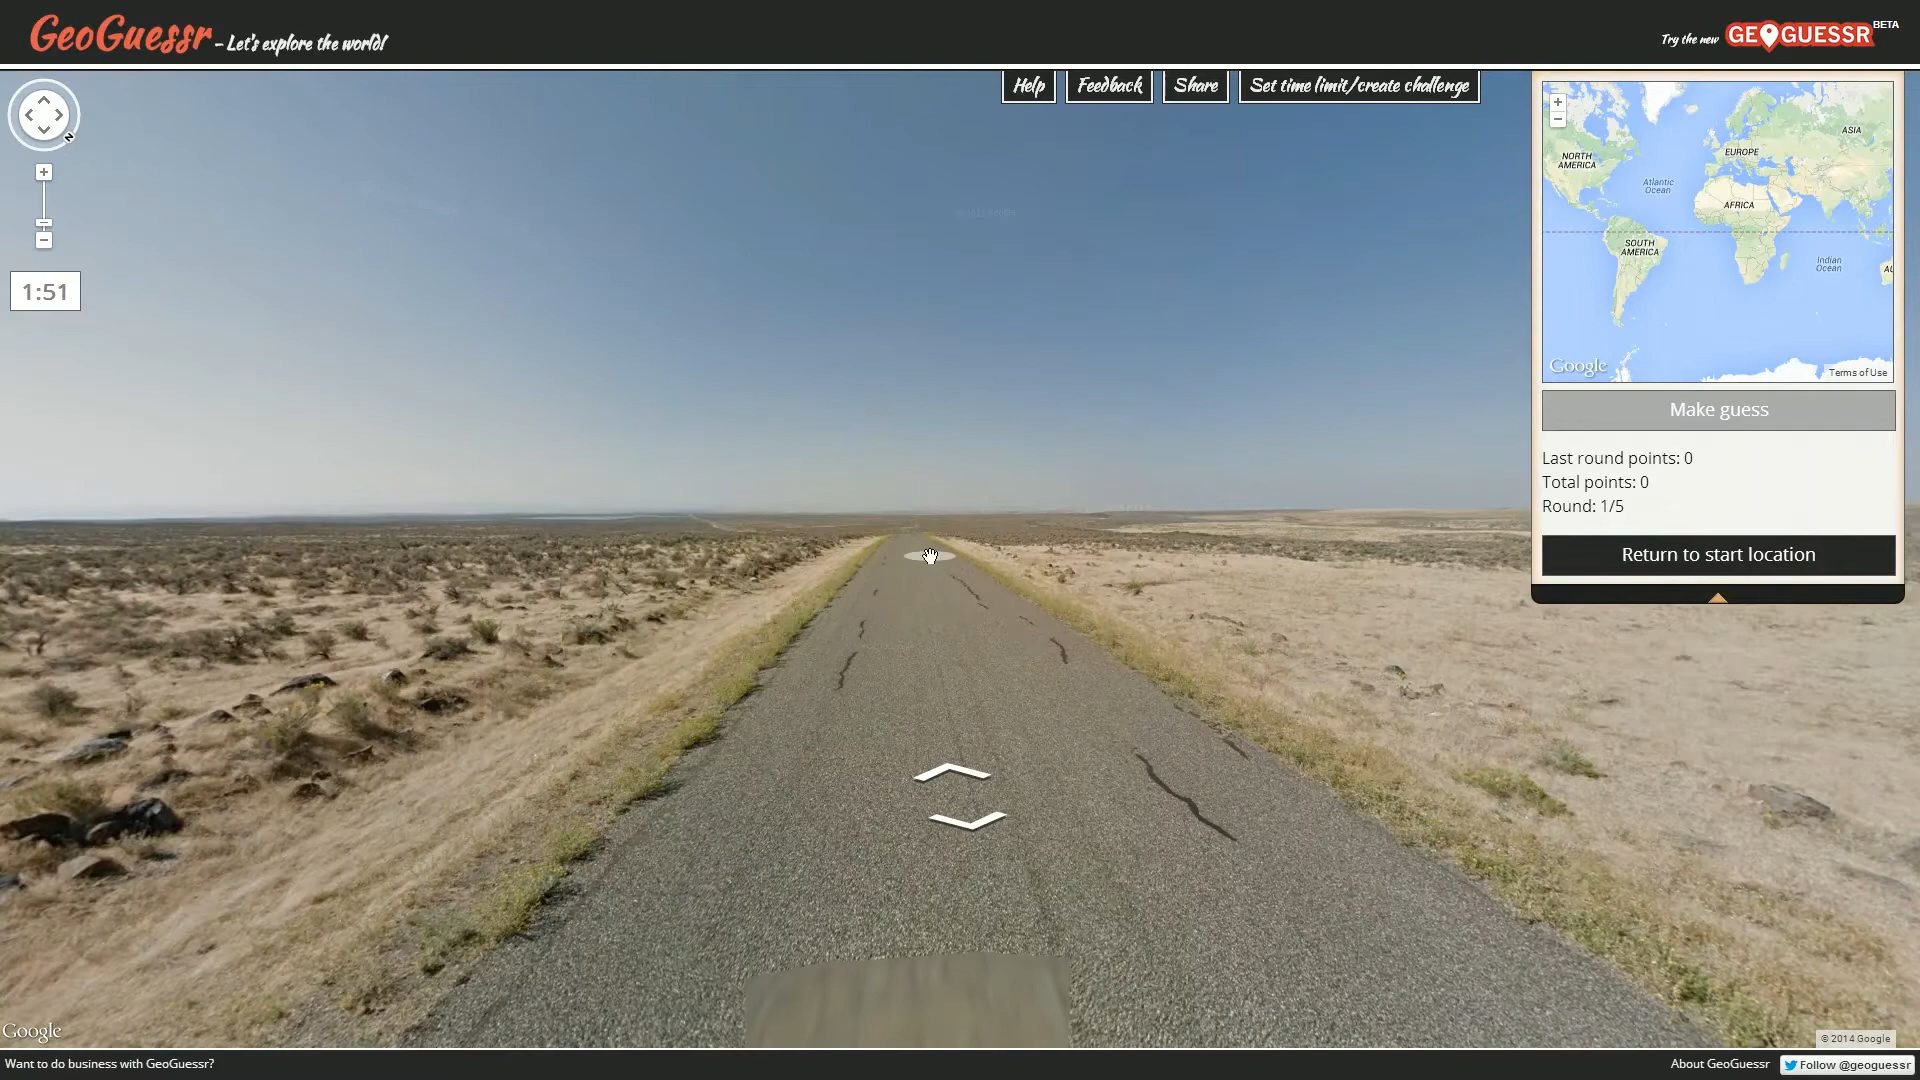 GeoGuessr - Let's explore the world!
Try the new GEOGUESSR BETA
Help
Feedback
Share
Set time limit/create challenge
N
1:51
NORTH AMERICA
Atlantic Ocean
EUROPE
ASIA
AFRICA
SOUTH AMERICA
Indian Ocean
AU
Google
Terms of Use
Make guess
Last round points: 0
Total points: 0
Round: 1/5
Return to start location
Google
© 2014 Google
Want to do business with GeoGuessr?
About GeoGuessr
Follow @geoguessr